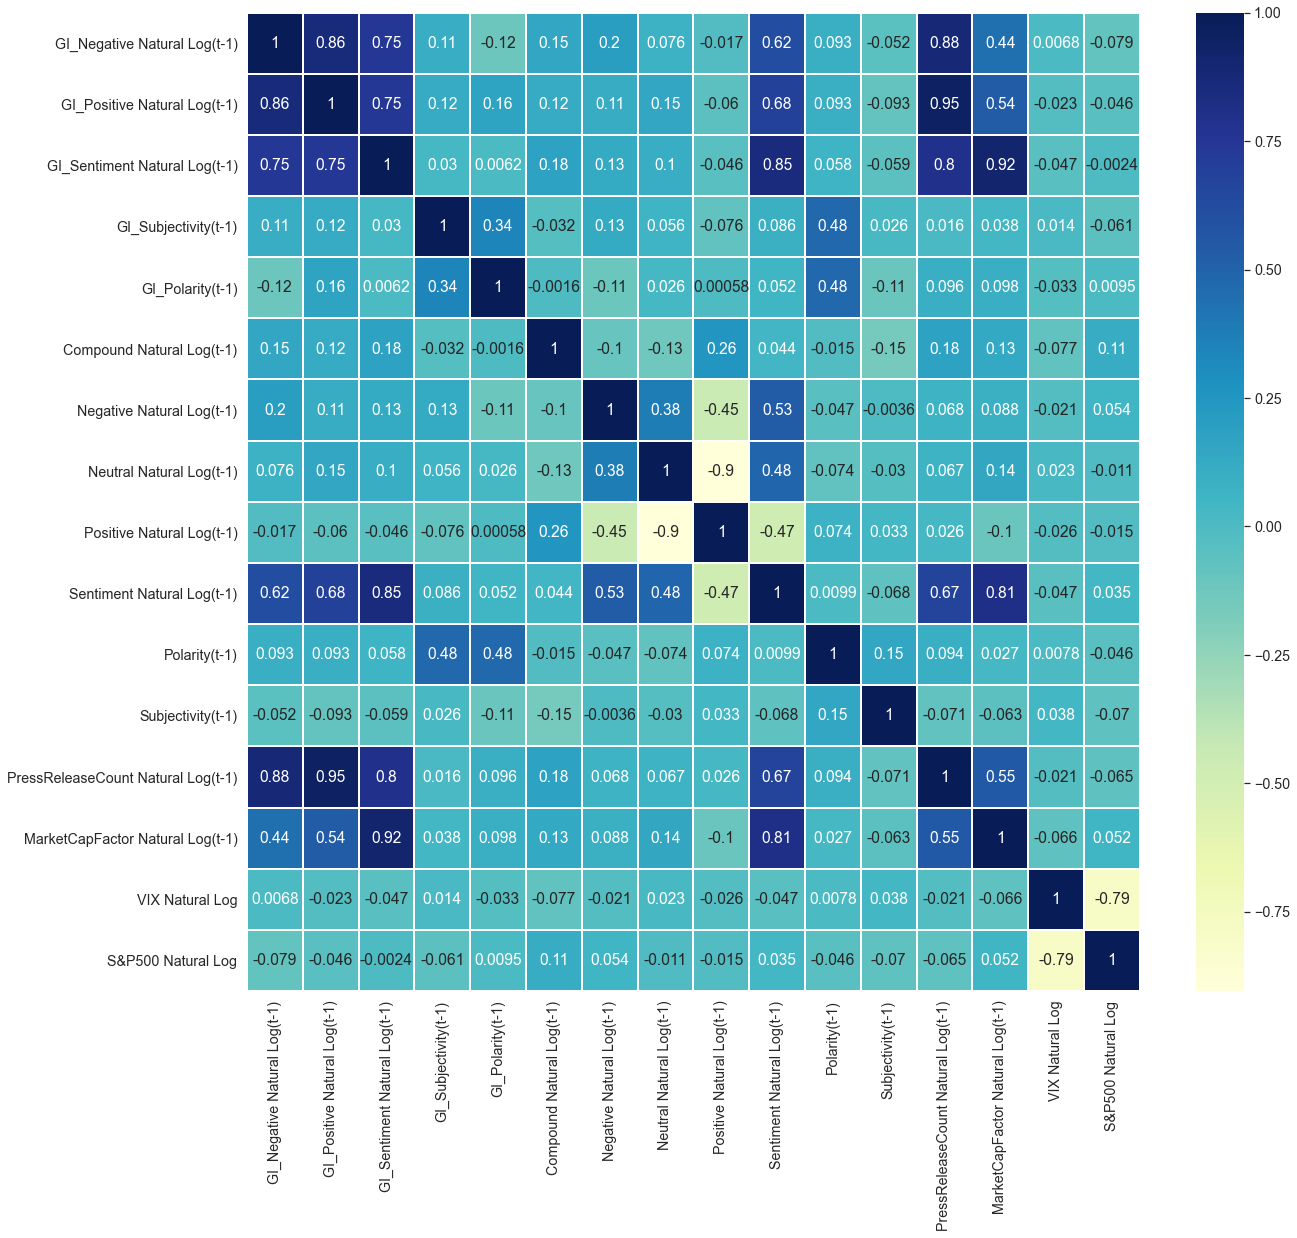 GI_Negative Natural Log(t-1) 1 0.86 0.75 0.11 -0.12 0.15 0.2 0.076 -0.017 0.62 0.093 -0.052 0.88 0.44 0.0068 -0.079
GI_Positive Natural Log(t-1) 0.86 1 0.75 0.12 0.16 0.12 0.11 0.15 -0.06 0.68 0.093 -0.093 0.95 0.54 -0.023 -0.046
GI_Sentiment Natural Log(t-1) 0.75 0.75 1 0.03 0.0062 0.18 0.13 0.1 -0.046 0.85 0.058 -0.059 0.8 0.92 -0.047 -0.0024
GI_Subjectivity(t-1) 0.11 0.12 0.03 1 0.34 -0.032 0.13 0.056 -0.076 0.086 0.48 0.026 0.016 0.038 0.014 -0.061
GI_Polarity(t-1) -0.12 0.16 0.0062 0.34 1 -0.0016 -0.11 0.026 0.00058 0.052 0.48 -0.11 0.096 0.098 -0.033 0.0095
Compound Natural Log(t-1) 0.15 0.12 0.18 -0.032 -0.0016 1 -0.1 -0.13 0.26 0.044 -0.015 -0.15 0.18 0.13 -0.077 0.11
Negative Natural Log(t-1) 0.2 0.11 0.13 0.13 -0.11 -0.1 1 0.38 -0.45 0.53 -0.047 -0.0036 0.068 0.088 -0.021 0.054
Neutral Natural Log(t-1) 0.076 0.15 0.1 0.056 0.026 -0.13 0.38 1 -0.9 0.48 -0.074 -0.03 0.067 0.14 0.023 -0.011
Positive Natural Log(t-1) -0.017 -0.06 -0.046 -0.076 0.00058 0.26 -0.45 -0.9 1 -0.47 0.074 0.033 0.026 -0.1 -0.026 -0.015
Sentiment Natural Log(t-1) 0.62 0.68 0.85 0.086 0.052 0.044 0.53 0.48 -0.47 1 0.0099 -0.068 0.67 0.81 -0.047 0.035
Polarity(t-1) 0.093 0.093 0.058 0.48 0.48 -0.015 -0.047 -0.074 0.074 0.0099 1 0.15 0.094 0.027 0.0078 -0.046
Subjectivity(t-1) -0.052 -0.093 -0.059 0.026 -0.11 -0.15 -0.0036 -0.03 0.033 -0.068 0.15 1 -0.071 -0.063 0.038 -0.07
PressReleaseCount Natural Log(t-1) 0.88 0.95 0.8 0.016 0.096 0.18 0.068 0.067 0.026 0.67 0.094 -0.071 1 0.55 -0.021 -0.065
MarketCapFactor Natural Log(t-1) 0.44 0.54 0.92 0.038 0.098 0.13 0.088 0.14 -0.1 0.81 0.027 -0.063 0.55 1 -0.066 0.052
VIX Natural Log 0.0068 -0.023 -0.047 0.014 -0.033 -0.077 -0.021 0.023 -0.026 -0.047 0.0078 0.038 -0.021 -0.066 1 -0.79
S&P500 Natural Log -0.079 -0.046 -0.0024 -0.061 0.0095 0.11 0.054 -0.011 -0.015 0.035 -0.046 -0.07 -0.065 0.052 -0.79 1
GI_Negative Natural Log(t-1)
GI_Positive Natural Log(t-1)
GI_Sentiment Natural Log(t-1)
GI_Subjectivity(t-1)
GI_Polarity(t-1)
Compound Natural Log(t-1)
Negative Natural Log(t-1)
Neutral Natural Log(t-1)
Positive Natural Log(t-1)
Sentiment Natural Log(t-1)
Polarity(t-1)
Subjectivity(t-1)
PressReleaseCount Natural Log(t-1)
MarketCapFactor Natural Log(t-1)
VIX Natural Log
S&P500 Natural Log
1.00
0.75
0.50
0.25
0.00
−0.25
−0.50
−0.75